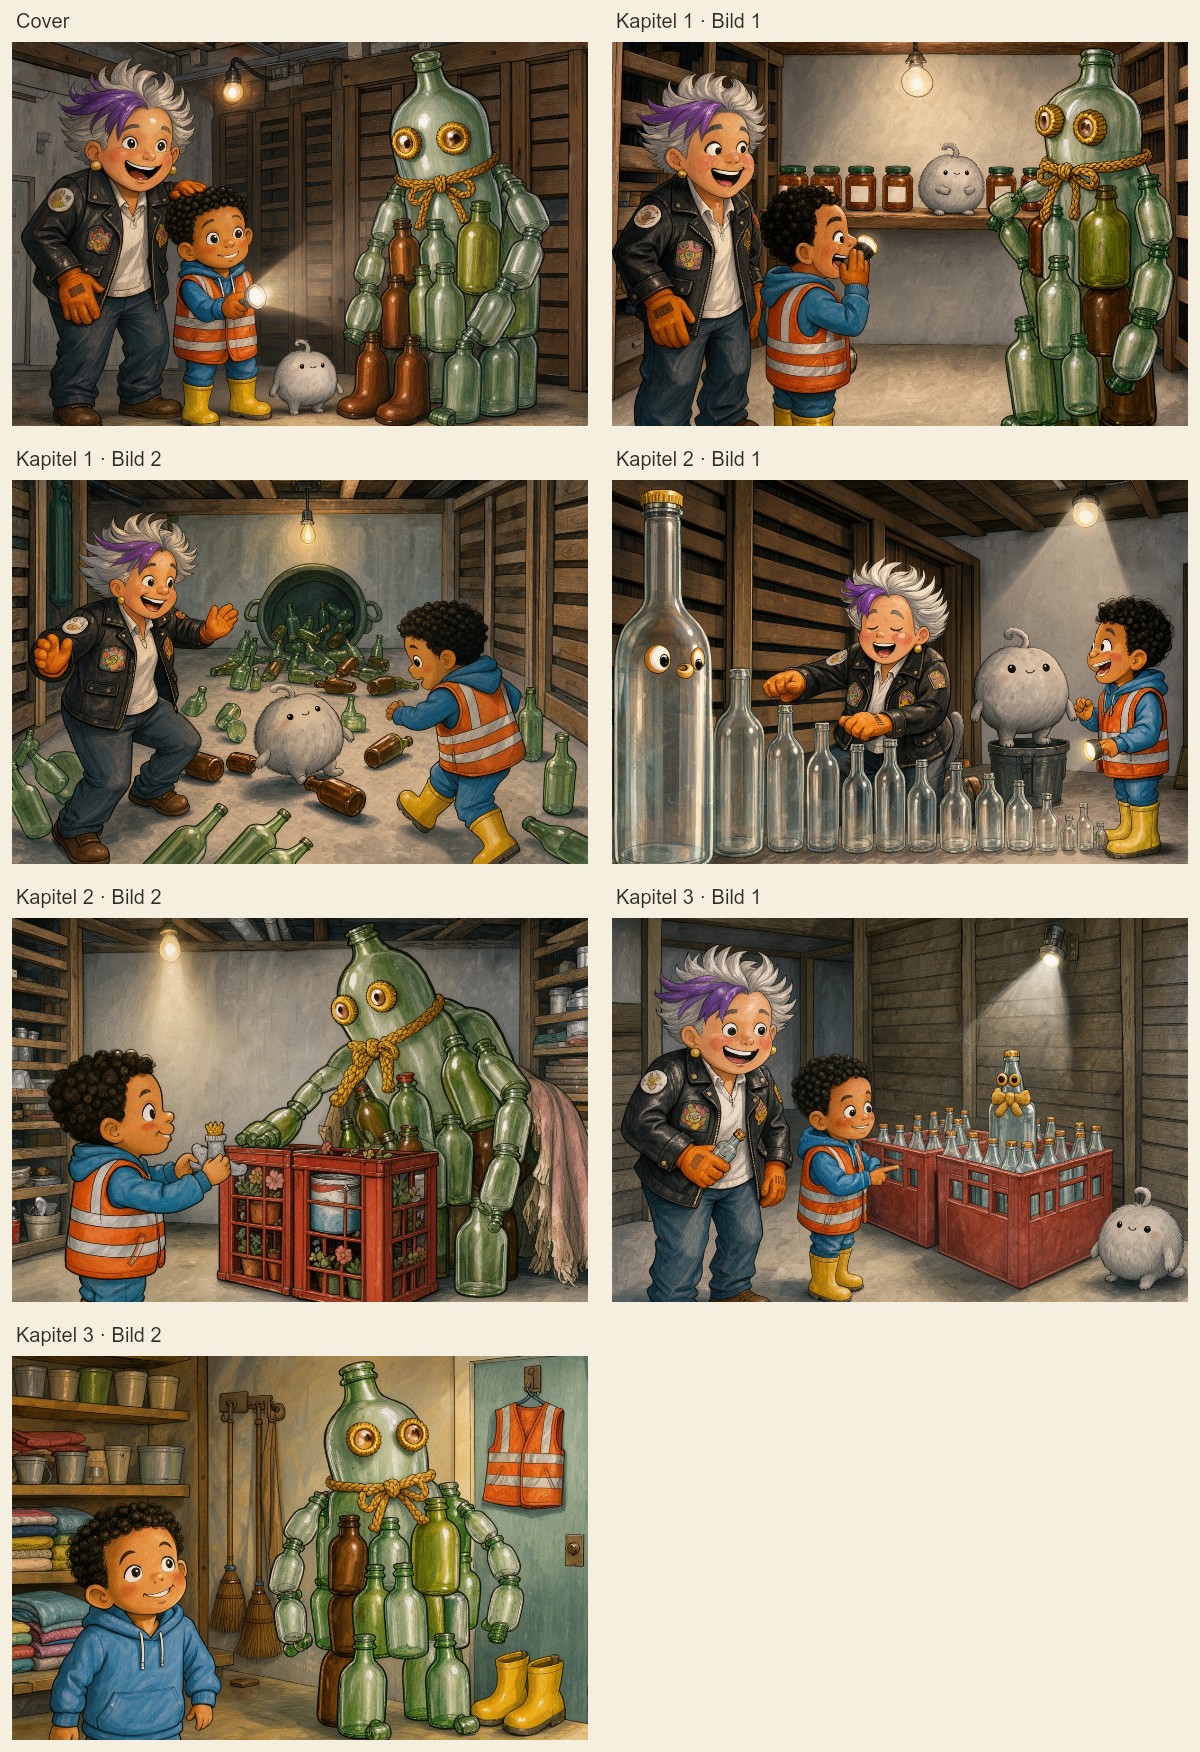 Cover
Kapitel 1 · Bild 1
Kapitel 1 · Bild 2
Kapitel 2 · Bild 1
Kapitel 2 · Bild 2
Kapitel 3 · Bild 1
Kapitel 3 · Bild 2